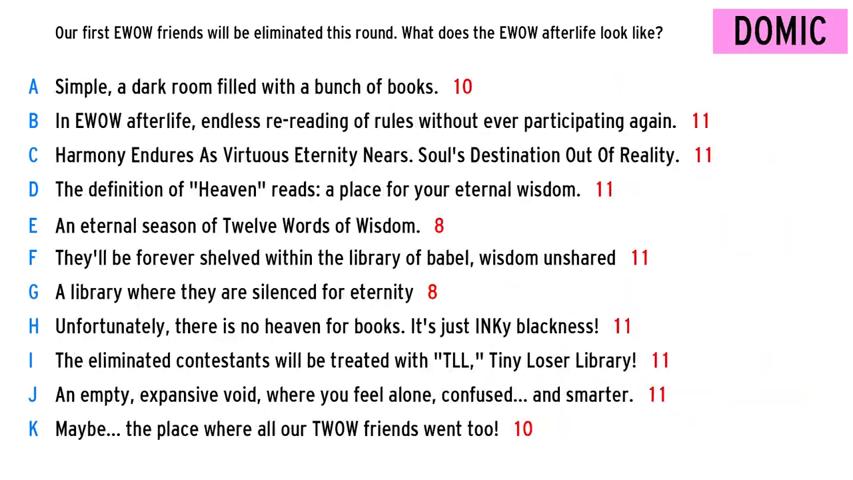 Our first EWOW friends will be eliminated this round. What does the EWOW afterlife look like?
DOMIC
A Simple, a dark room filled with a bunch of books. 10
B In EWOW afterlife, endless re-reading of rules without ever participating again. 11
C Harmony Endures As Virtuous Eternity Nears. Soul's Destination Out Of Reality. 11
D The definition of "Heaven" reads: a place for your eternal wisdom. 11
E An eternal season of Twelve Words of Wisdom. 8
F They'll be forever shelved within the library of babel, wisdom unshared 11
G A library where they are silenced for eternity 8
H Unfortunately, there is no heaven for books. It's just INKy blackness! 11
I The eliminated contestants will be treated with "TLL," Tiny Loser Library! 11
J An empty, expansive void, where you feel alone, confused... and smarter. 11
K Maybe... the place where all our TWOW friends went too! 10